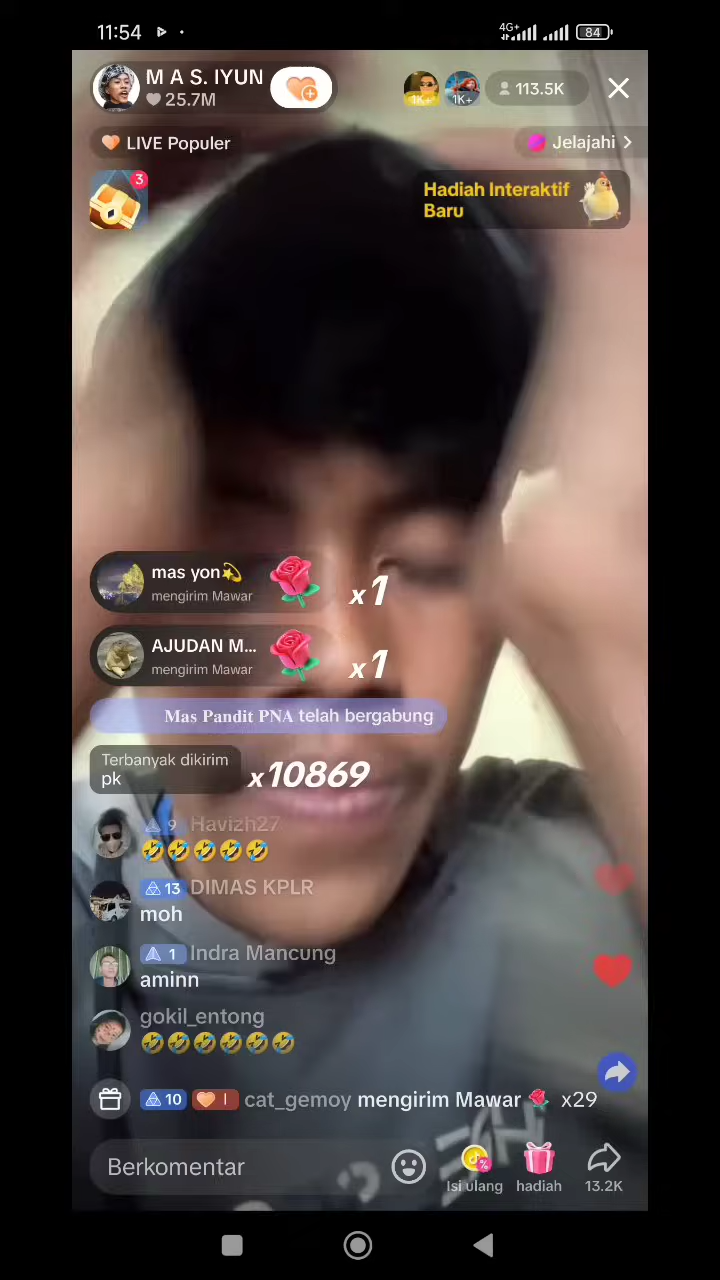 11:54
4G+
84
M A S. IYUN
25.7M
1K+
1K+
113.5K
LIVE Populer
Jelajahi
3
Hadiah Interaktif
Baru
mas yon
mengirim Mawar
x1
AJUDAN M...
mengirim Mawar
x1
Mas Pandit PNA telah bergabung
Terbanyak dikirim
pk
x10869
9 Havizh27
13 DIMAS KPLR
moh
1 Indra Mancung
aminn
gokil_entong
10 I cat_gemoy mengirim Mawar x29
Berkomentar
Isi ulang
hadiah
13.2K